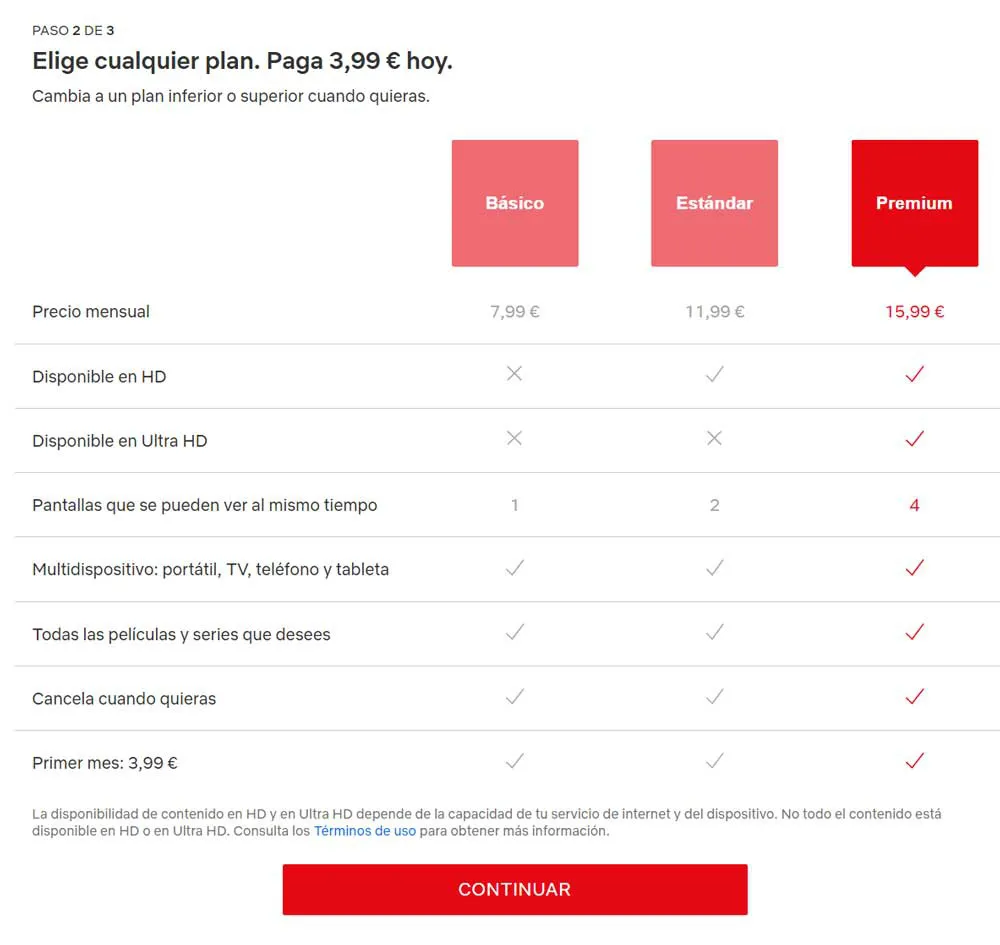 PASO 2 DE 3
Elige cualquier plan. Paga 3,99 € hoy.
Cambia a un plan inferior o superior cuando quieras.
Básico Estándar Premium
Precio mensual 7,99 € 11,99 € 15,99 €
Disponible en HD
Disponible en Ultra HD
Pantallas que se pueden ver al mismo tiempo 1 2 4
Multidispositivo: portátil, TV, teléfono y tableta
Todas las películas y series que desees
Cancela cuando quieras
Primer mes: 3,99 €
La disponibilidad de contenido en HD y en Ultra HD depende de la capacidad de tu servicio de internet y del dispositivo. No todo el contenido está
disponible en HD o en Ultra HD. Consulta los Términos de uso para obtener más información.
CONTINUAR